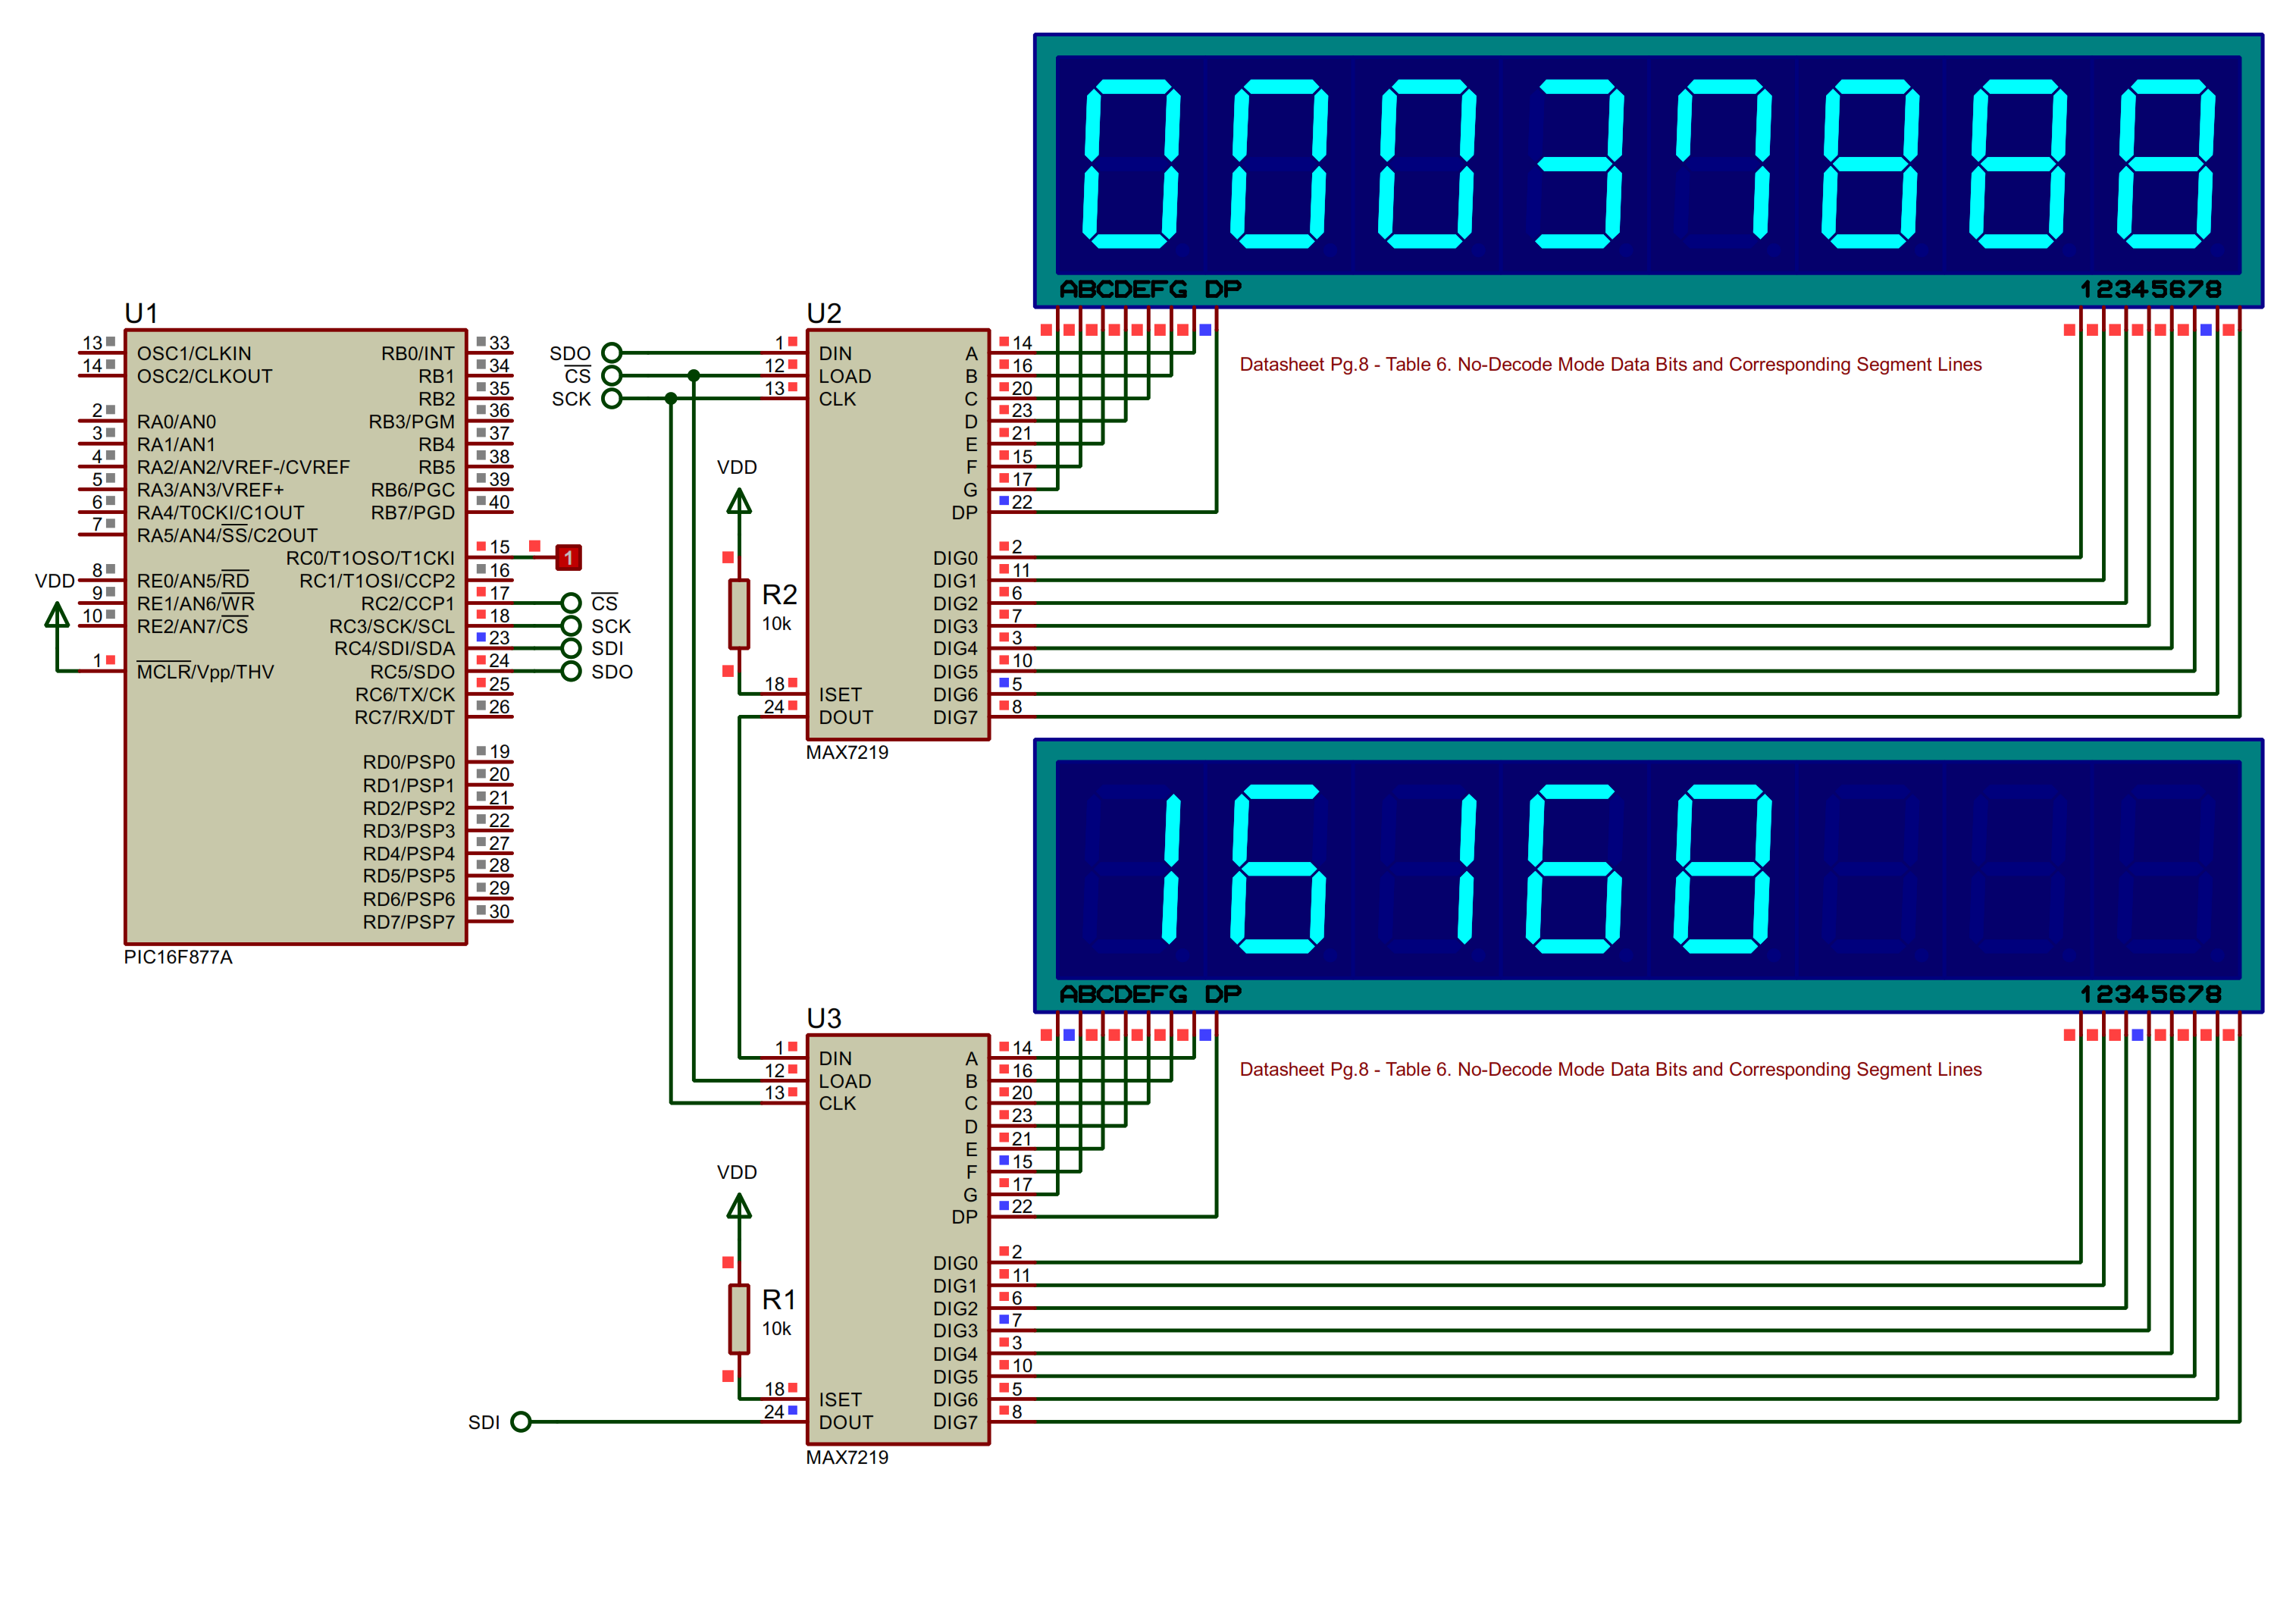 00037888
ABCDEFG DP
12345678
U1
13
OSC1/CLKIN
14
OSC2/CLKOUT
2
RA0/AN0
3
RA1/AN1
4
RA2/AN2/VREF-/CVREF
5
RA3/AN3/VREF+
6
RA4/T0CKI/C1OUT
7
RA5/AN4/SS/C2OUT
VDD
8
RE0/AN5/RD
9
RE1/AN6/WR
10
RE2/AN7/CS
1
MCLR/Vpp/THV
RB0/INT
33
RB1
34
RB2
35
RB3/PGM
36
RB4
37
RB5
38
RB6/PGC
39
RB7/PGD
40
RC0/T1OSO/T1CKI
15
1
RC1/T1OSI/CCP2
16
RC2/CCP1
17
CS
RC3/SCK/SCL
18
SCK
RC4/SDI/SDA
23
SDI
RC5/SDO
24
SDO
RC6/TX/CK
25
RC7/RX/DT
26
RD0/PSP0
19
RD1/PSP1
20
RD2/PSP2
21
RD3/PSP3
22
RD4/PSP4
27
RD5/PSP5
28
RD6/PSP6
29
RD7/PSP7
30
PIC16F877A
U2
SDO
1
DIN
CS
12
LOAD
SCK
13
CLK
VDD
R2
10k
18
ISET
24
DOUT
A
14
B
16
C
20
D
23
E
21
F
15
G
17
DP
22
DIG0
2
DIG1
11
DIG2
6
DIG3
7
DIG4
3
DIG5
10
DIG6
5
DIG7
8
MAX7219
Datasheet Pg.8 - Table 6. No-Decode Mode Data Bits and Corresponding Segment Lines
16168
ABCDEFG DP
12345678
U3
1
DIN
12
LOAD
13
CLK
VDD
R1
10k
18
ISET
SDI
24
DOUT
A
14
B
16
C
20
D
23
E
21
F
15
G
17
DP
22
DIG0
2
DIG1
11
DIG2
6
DIG3
7
DIG4
3
DIG5
10
DIG6
5
DIG7
8
MAX7219
Datasheet Pg.8 - Table 6. No-Decode Mode Data Bits and Corresponding Segment Lines